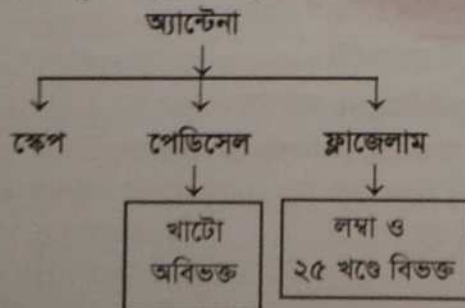 অ্যান্টেনা
স্কেপ পেডিসেল ফ্লাজেলাম
খাটো
অবিভক্ত
লম্বা ও
২৫ খণ্ডে বিভক্ত